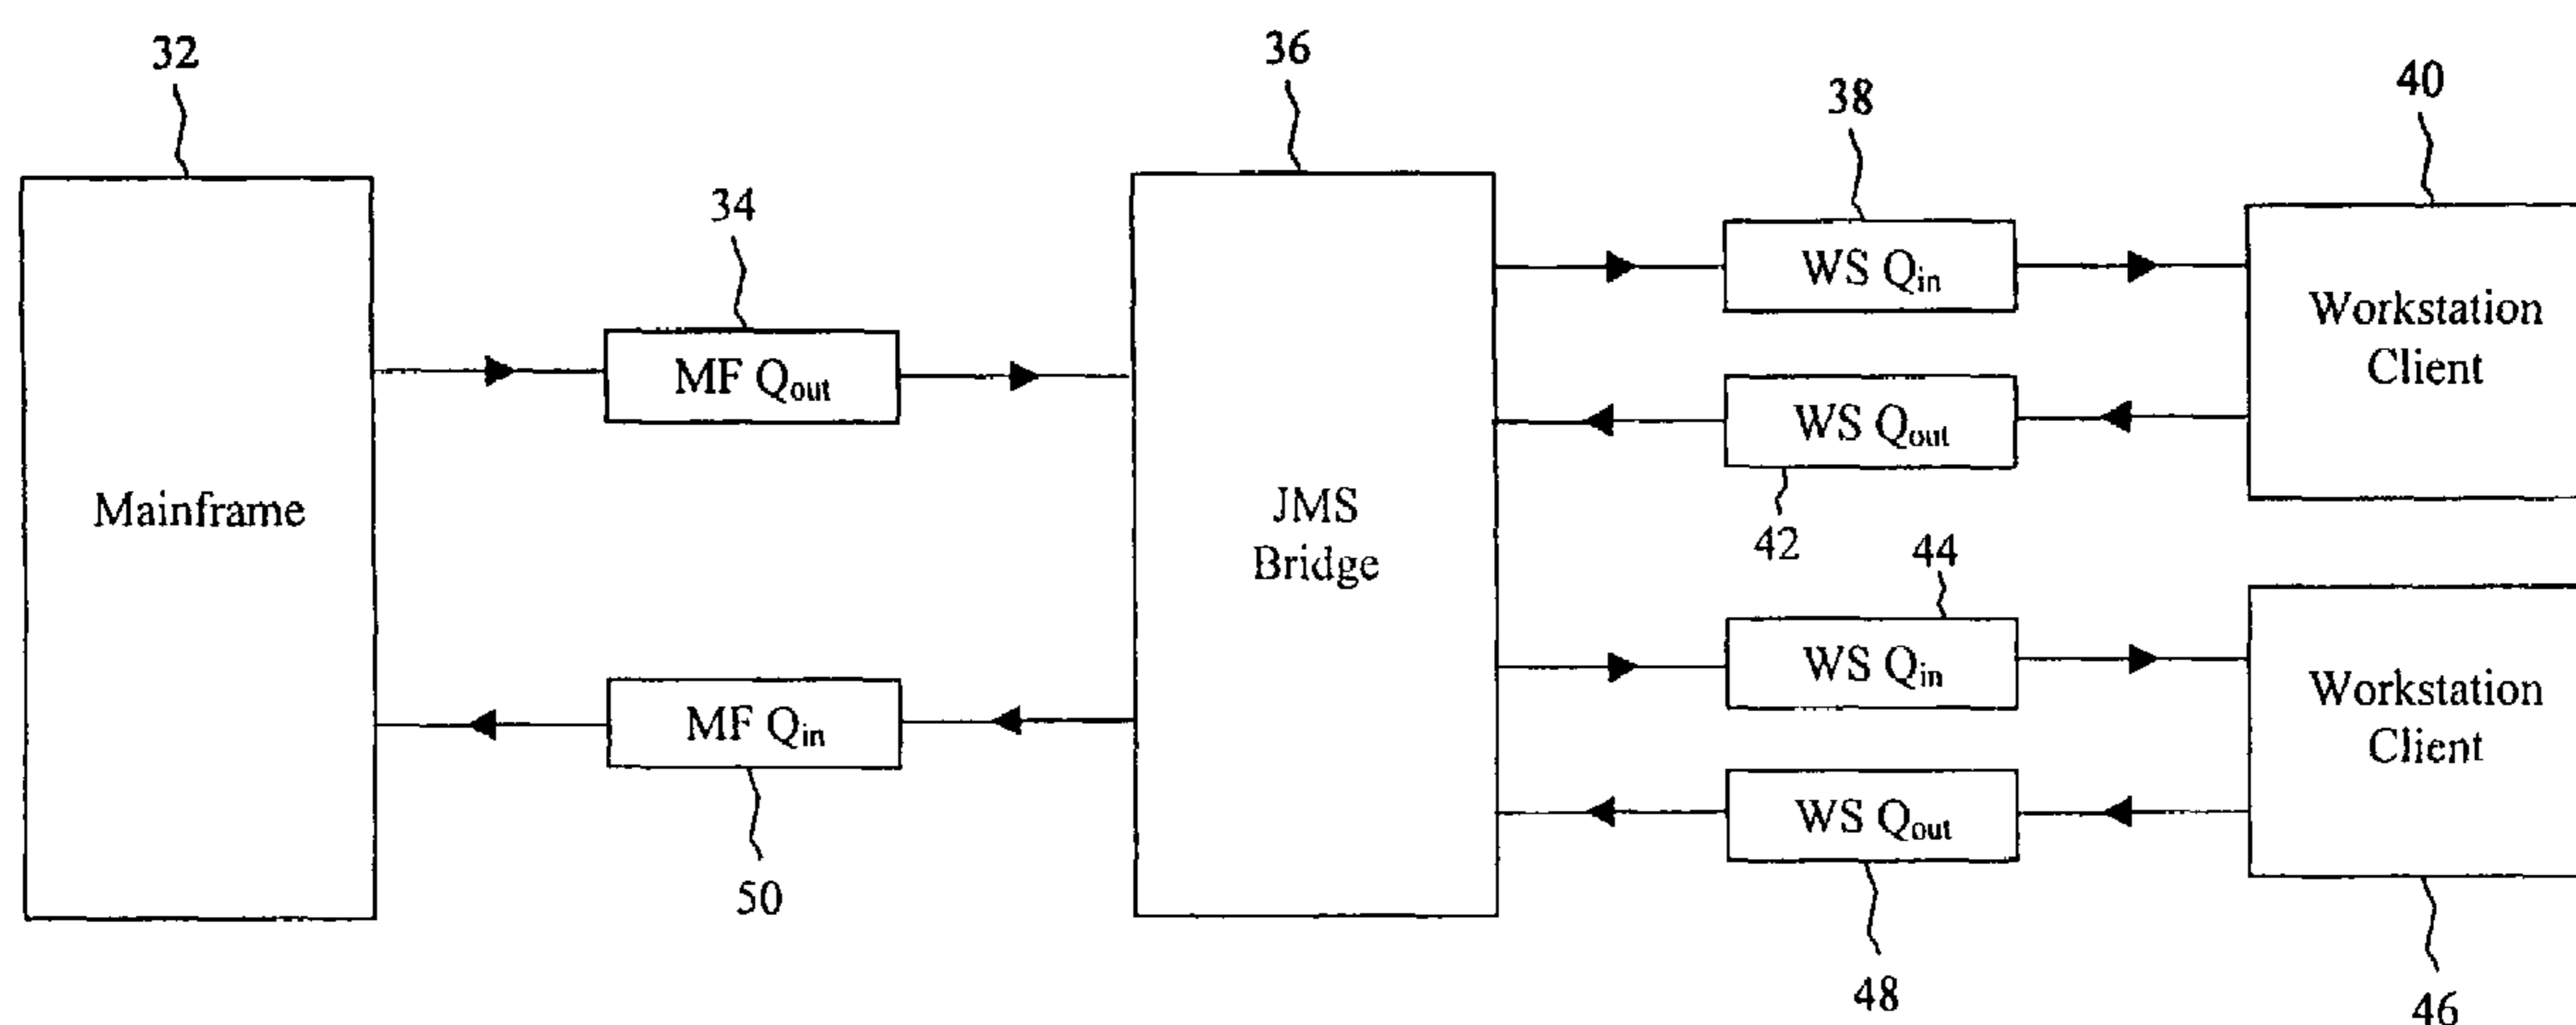 32
36
38
40
34
WS Qin
Workstation
Client
MF Qout
WS Qout
Mainframe
JMS
Bridge
42
44
WS Qin
Workstation
Client
MF Qin
WS Qout
50
48
46